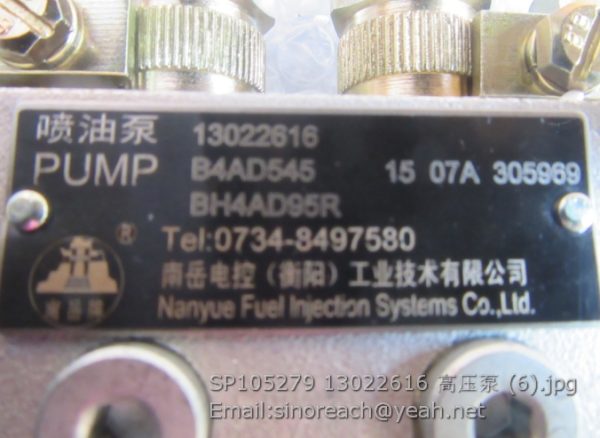 喷油泵 13022616
PUMP B4AD545 15 07A 305969
BH4AD95R
®
Tel:0734-8497580
南岳电控（衡阳）工业技术有限公司
Nanyue Fuel Injection Systems Co.,Ltd.
SP105279 13022616 高压泵 (6).jpg
Email:sinoreach@yeah.net